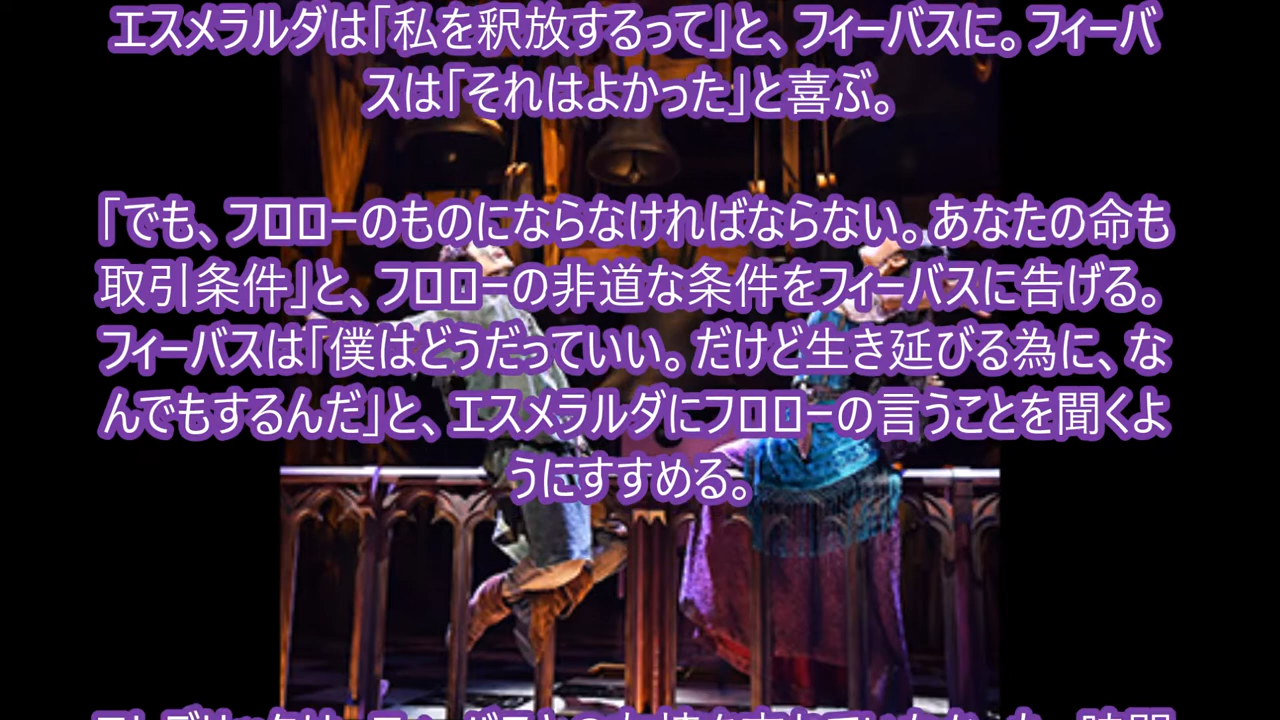 エスメラルダは「私を釈放するって」と、フィーバスに。フィーバ
スは「それはよかった」と喜ぶ。
「でも、フロローのものにならなければならない。あなたの命も
取引条件」と、フロローの非道な条件をフィーバスに告げる。
フィーバスは「僕はどうだっていい。だけど生き延びる為に、な
んでもするんだ」と、エスメラルダにフロローの言うことを聞くよ
うにすすめる。